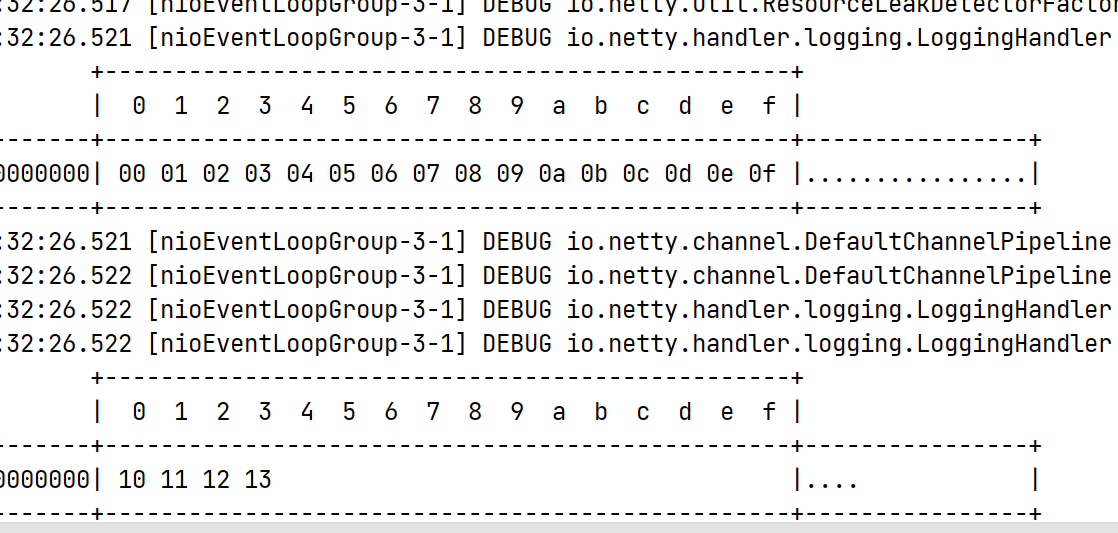 :32:26.517 [nioEventLoopGroup-3-1] DEBUG io.netty.util.ResourceLeakDetectorFactor
:32:26.521 [nioEventLoopGroup-3-1] DEBUG io.netty.handler.logging.LoggingHandler
         +-------------------------------------------------+
         |  0  1  2  3  4  5  6  7  8  9  a  b  c  d  e  f |
-------+-------------------------------------------------+----------------+
0000000| 00 01 02 03 04 05 06 07 08 09 0a 0b 0c 0d 0e 0f |................|
-------+-------------------------------------------------+----------------+
:32:26.521 [nioEventLoopGroup-3-1] DEBUG io.netty.channel.DefaultChannelPipeline
:32:26.522 [nioEventLoopGroup-3-1] DEBUG io.netty.channel.DefaultChannelPipeline
:32:26.522 [nioEventLoopGroup-3-1] DEBUG io.netty.handler.logging.LoggingHandler
:32:26.522 [nioEventLoopGroup-3-1] DEBUG io.netty.handler.logging.LoggingHandler
         +-------------------------------------------------+
         |  0  1  2  3  4  5  6  7  8  9  a  b  c  d  e  f |
-------+-------------------------------------------------+----------------+
0000000| 10 11 12 13                                     |....            |
-------+-------------------------------------------------+----------------+